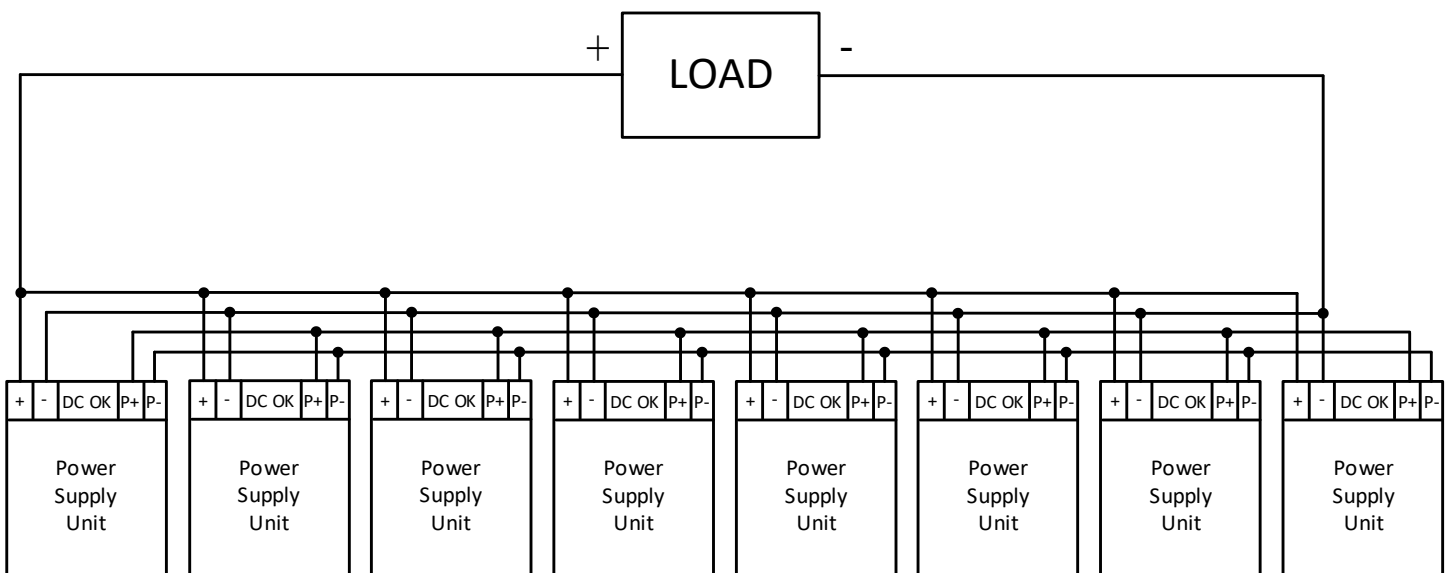 + LOAD -
+ - DC OK P+ P- + - DC OK P+ P- + - DC OK P+ P- + - DC OK P+ P- + - DC OK P+ P- + - DC OK P+ P- + - DC OK P+ P- + - DC OK P+ P-
Power
Supply
Unit
Power
Supply
Unit
Power
Supply
Unit
Power
Supply
Unit
Power
Supply
Unit
Power
Supply
Unit
Power
Supply
Unit
Power
Supply
Unit